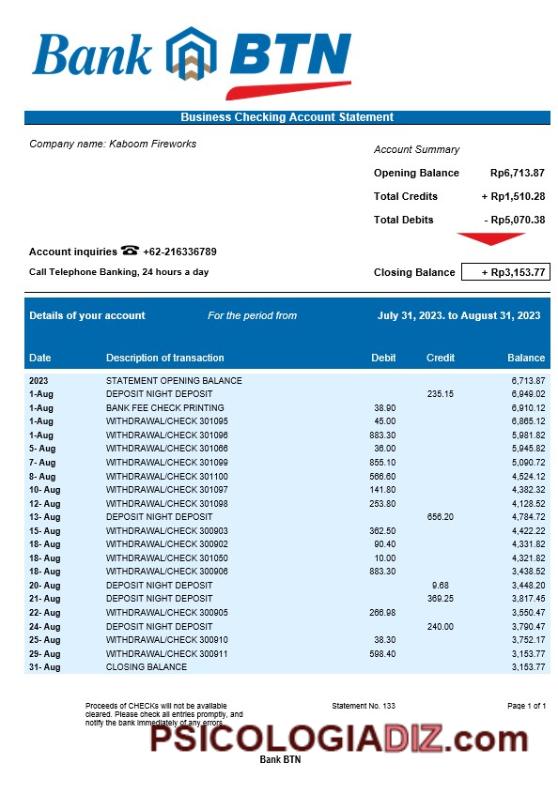 Bank BTN
Business Checking Account Statement
Company name: Kaboom Fireworks
Account Summary
Opening Balance Rp6,713.87
Total Credits + Rp1,510.28
Total Debits - Rp5,070.38
Account inquiries ☎ +62-216336789
Call Telephone Banking, 24 hours a day
Closing Balance + Rp3,153.77
Details of your account For the period from July 31, 2023. to August 31, 2023
Date Description of transaction Debit Credit Balance
2023 STATEMENT OPENING BALANCE 6,713.87
1-Aug DEPOSIT NIGHT DEPOSIT 235.15 6,949.02
1-Aug BANK FEE CHECK PRINTING 38.90 6,910.12
1-Aug WITHDRAWAL/CHECK 301095 45.00 6,865.12
1-Aug WITHDRAWAL/CHECK 301096 883.30 5,981.82
5- Aug WITHDRAWAL/CHECK 301066 36.00 5,945.82
7- Aug WITHDRAWAL/CHECK 301099 855.10 5,090.72
8- Aug WITHDRAWAL/CHECK 301100 566.60 4,524.12
10- Aug WITHDRAWAL/CHECK 301097 141.80 4,382.32
12- Aug WITHDRAWAL/CHECK 301098 253.80 4,128.52
13- Aug DEPOSIT NIGHT DEPOSIT 656.20 4,784.72
15- Aug WITHDRAWAL/CHECK 300903 362.50 4,422.22
18- Aug WITHDRAWAL/CHECK 300902 90.40 4,331.82
18- Aug WITHDRAWAL/CHECK 301050 10.00 4,321.82
18- Aug WITHDRAWAL/CHECK 300906 883.30 3,438.52
20- Aug DEPOSIT NIGHT DEPOSIT 9.68 3,448.20
21- Aug DEPOSIT NIGHT DEPOSIT 369.25 3,817.45
22- Aug WITHDRAWAL/CHECK 300905 266.98 3,550.47
24- Aug DEPOSIT NIGHT DEPOSIT 240.00 3,790.47
25- Aug WITHDRAWAL/CHECK 300910 38.30 3,752.17
29- Aug WITHDRAWAL/CHECK 300911 598.40 3,153.77
31- Aug CLOSING BALANCE 3,153.77
Proceeds of CHECKs will not be available
cleared. Please check all entries promptly, and
notify the bank immediately of any errors.
Statement No. 133
Page 1 of 1
PSICOLOGIADIZ.com
Bank BTN